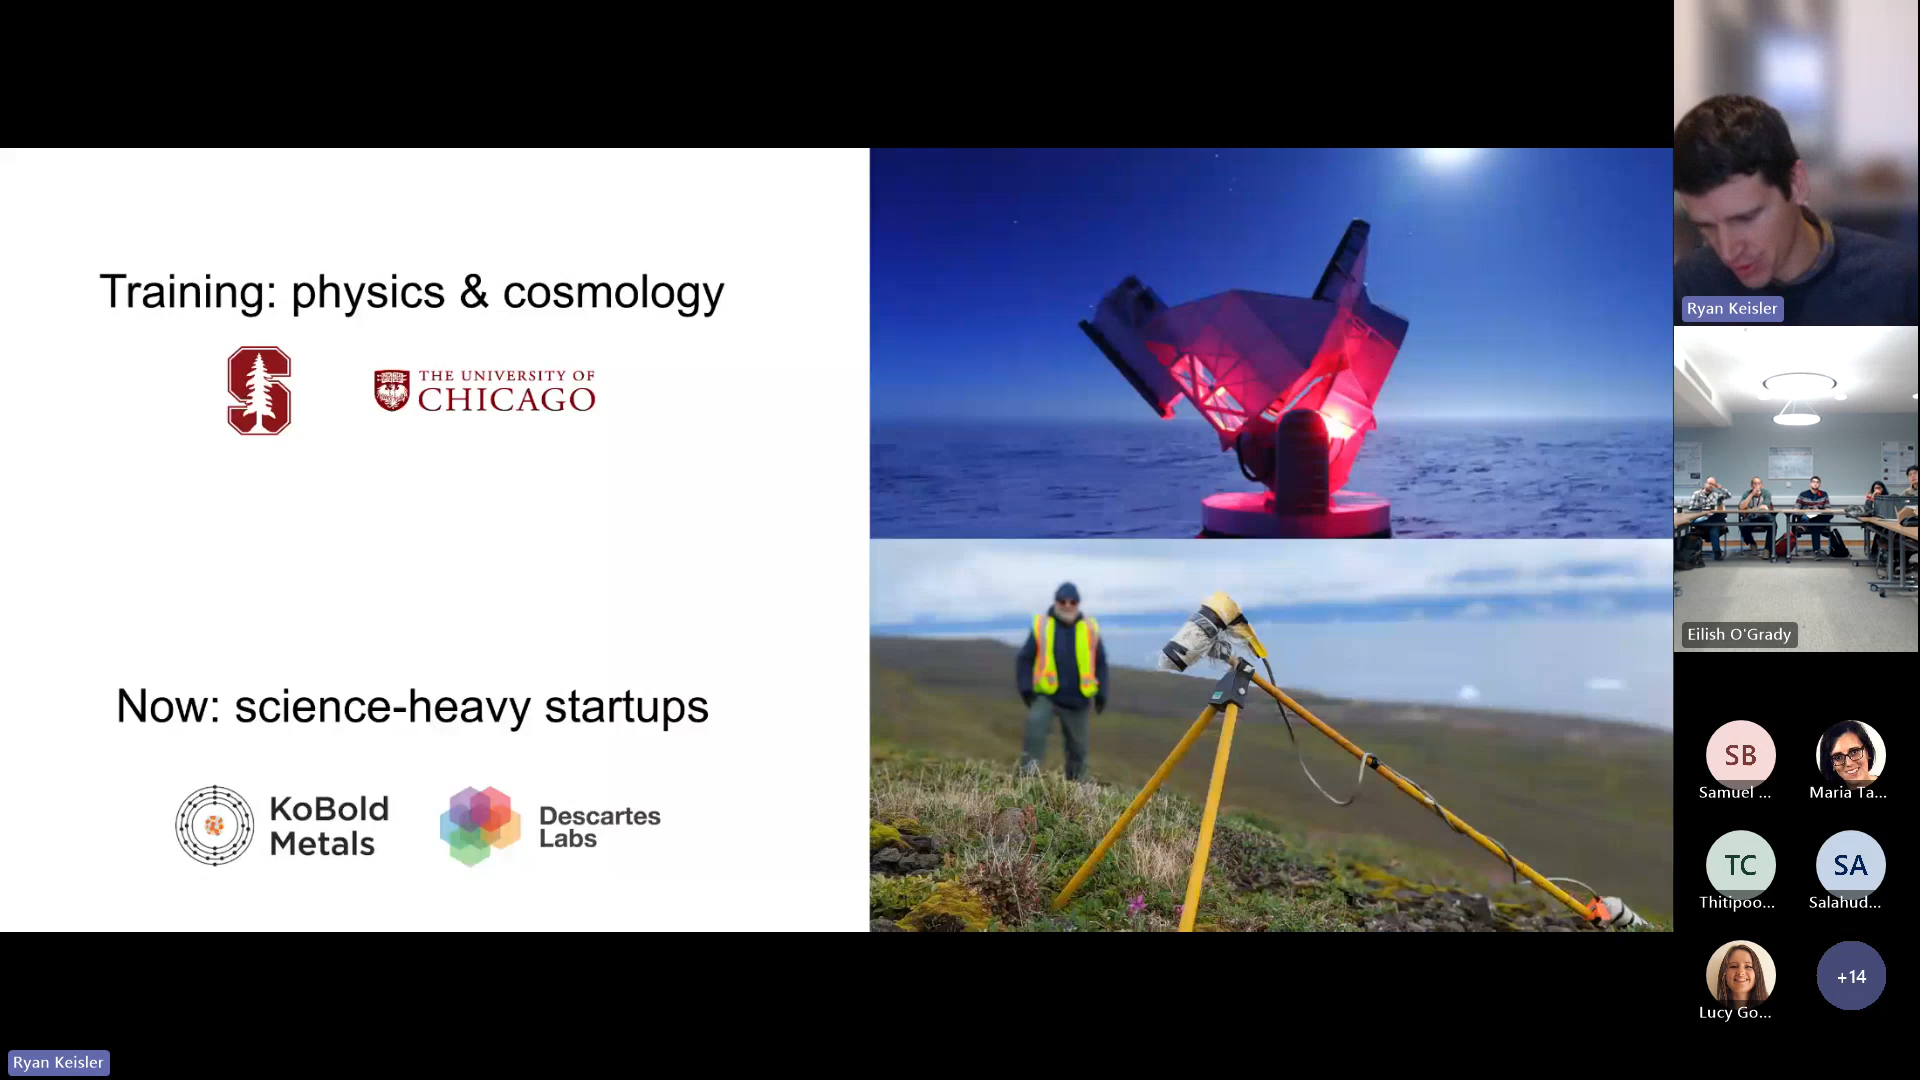 Training: physics & cosmology
THE UNIVERSITY OF
CHICAGO
Now: science-heavy startups
KoBold
Metals
Descartes
Labs
Ryan Keisler
Eilish O'Grady
SB
Samuel ...
Maria Ta...
TC
Thitipoo...
SA
Salahud...
Lucy Go...
+14
Ryan Keisler